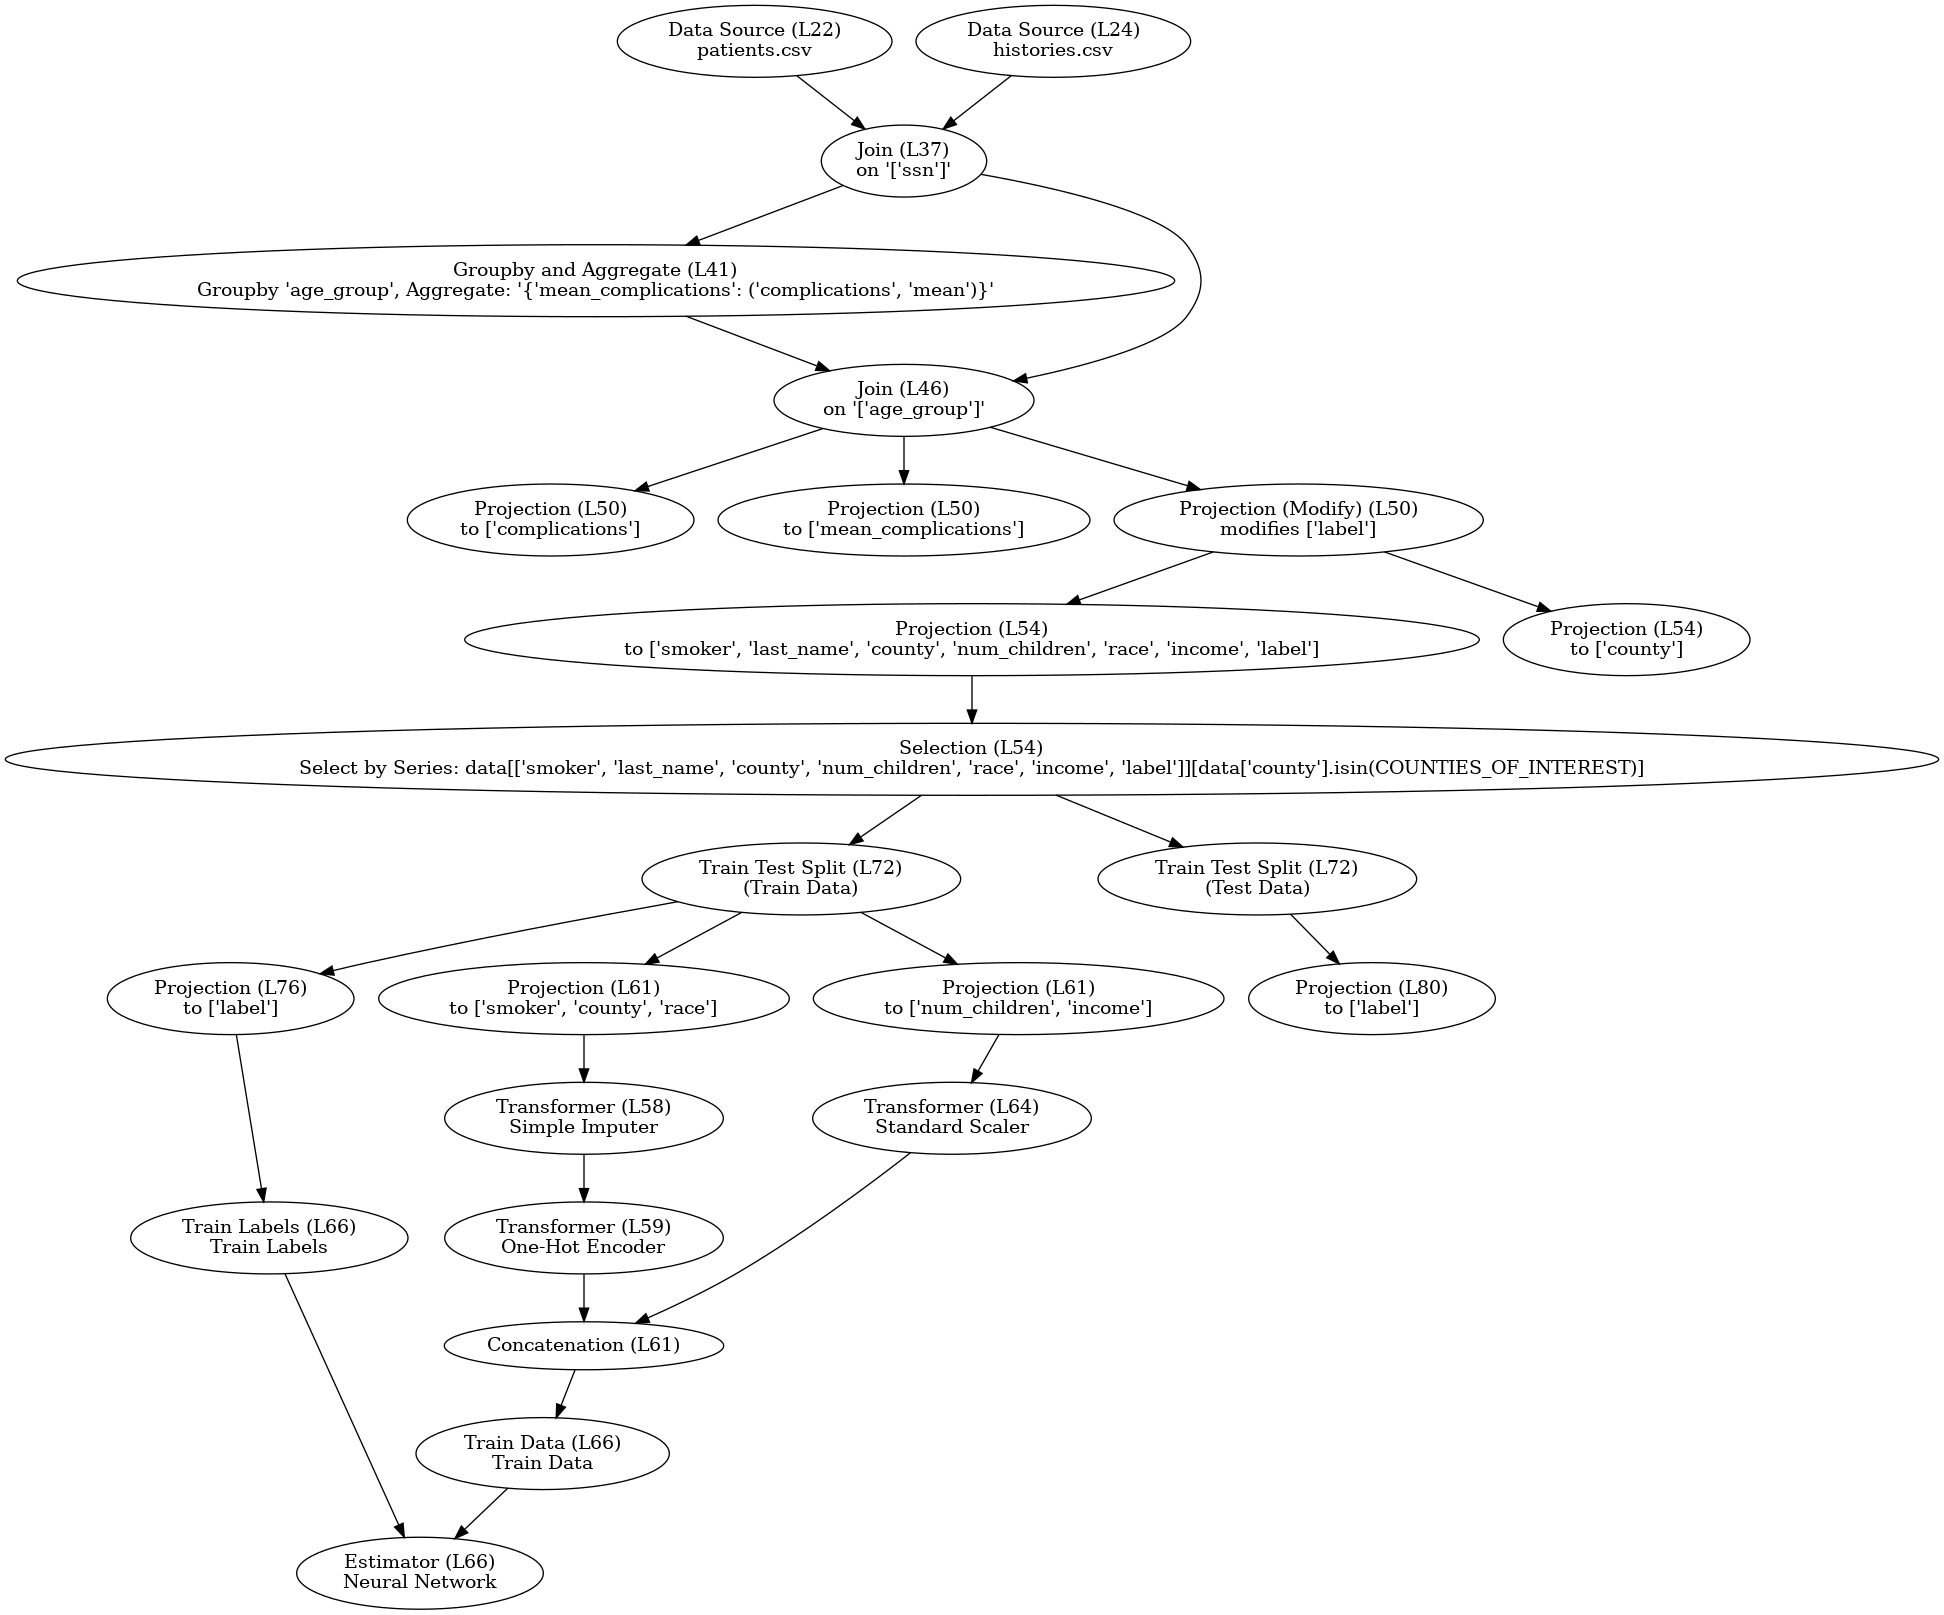 Data Source (L22)
patients.csv
Data Source (L24)
histories.csv
Join (L37)
on '['ssn']'
Groupby and Aggregate (L41)
Groupby 'age_group', Aggregate: '{'mean_complications': ('complications', 'mean')}'
Join (L46)
on '['age_group']'
Projection (L50)
to ['complications']
Projection (L50)
to ['mean_complications']
Projection (Modify) (L50)
modifies ['label']
Projection (L54)
to ['smoker', 'last_name', 'county', 'num_children', 'race', 'income', 'label']
Projection (L54)
to ['county']
Selection (L54)
Select by Series: data[['smoker', 'last_name', 'county', 'num_children', 'race', 'income', 'label']][data['county'].isin(COUNTIES_OF_INTEREST)]
Train Test Split (L72)
(Train Data)
Train Test Split (L72)
(Test Data)
Projection (L76)
to ['label']
Projection (L61)
to ['smoker', 'county', 'race']
Projection (L61)
to ['num_children', 'income']
Projection (L80)
to ['label']
Transformer (L58)
Simple Imputer
Transformer (L64)
Standard Scaler
Train Labels (L66)
Train Labels
Transformer (L59)
One-Hot Encoder
Concatenation (L61)
Train Data (L66)
Train Data
Estimator (L66)
Neural Network